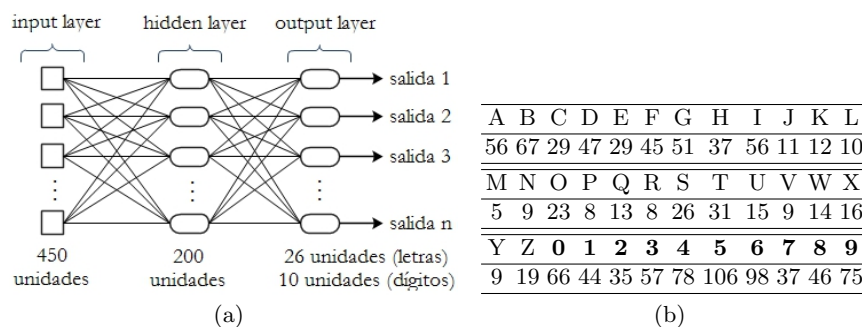 input layer hidden layer output layer
salida 1
salida 2
salida 3
salida n
450 unidades
200 unidades
26 unidades (letras)
10 unidades (dígitos)
(a)
A B C D E F G H I J K L
56 67 29 47 29 45 51 37 56 11 12 10
M N O P Q R S T U V W X
5 9 23 8 13 8 26 31 15 9 14 16
Y Z 0 1 2 3 4 5 6 7 8 9
9 19 66 44 35 57 78 106 98 37 46 75
(b)